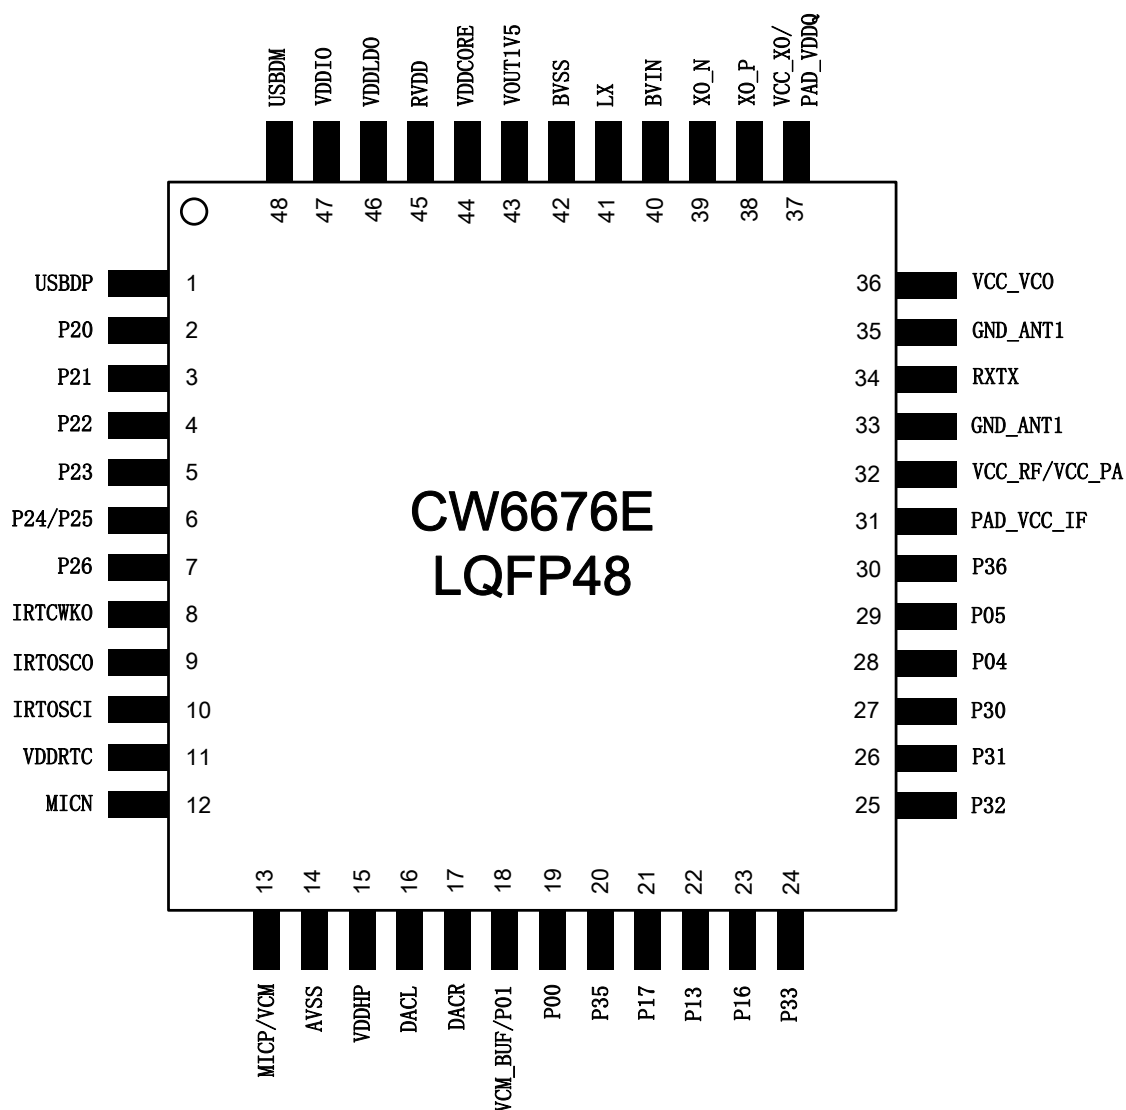 USBDM
VDDIO
VDDLDO
RVDD
VDDCORE
VOUT1V5
BVSS
LX
BVIN
XO_N
XO_P
VCC_XO/
PAD_VDDQ
48
47
46
45
44
43
42
41
40
39
38
37
USBDP 1
P20 2
P21 3
P22 4
P23 5
P24/P25 6
P26 7
IRTCWKO 8
IRTOSCO 9
IRTOSCI 10
VDDRTC 11
MICN 12
CW6676E
LQFP48
36 VCC_VCO
35 GND_ANT1
34 RXTX
33 GND_ANT1
32 VCC_RF/VCC_PA
31 PAD_VCC_IF
30 P36
29 P05
28 P04
27 P30
26 P31
25 P32
13
14
15
16
17
18
19
20
21
22
23
24
MICP/VCM
AVSS
VDDHP
DACL
DACR
VCM_BUF/P01
P00
P35
P17
P13
P16
P33